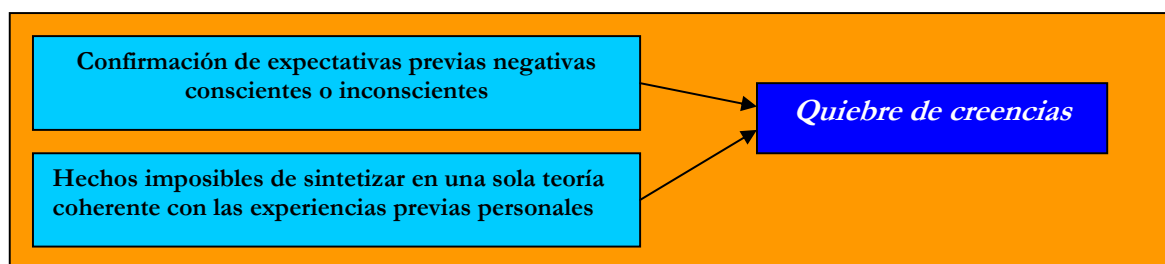 Confirmación de expectativas previas negativas
conscientes o inconscientes
Quiebre de creencias
Hechos imposibles de sintetizar en una sola teoría
coherente con las experiencias previas personales